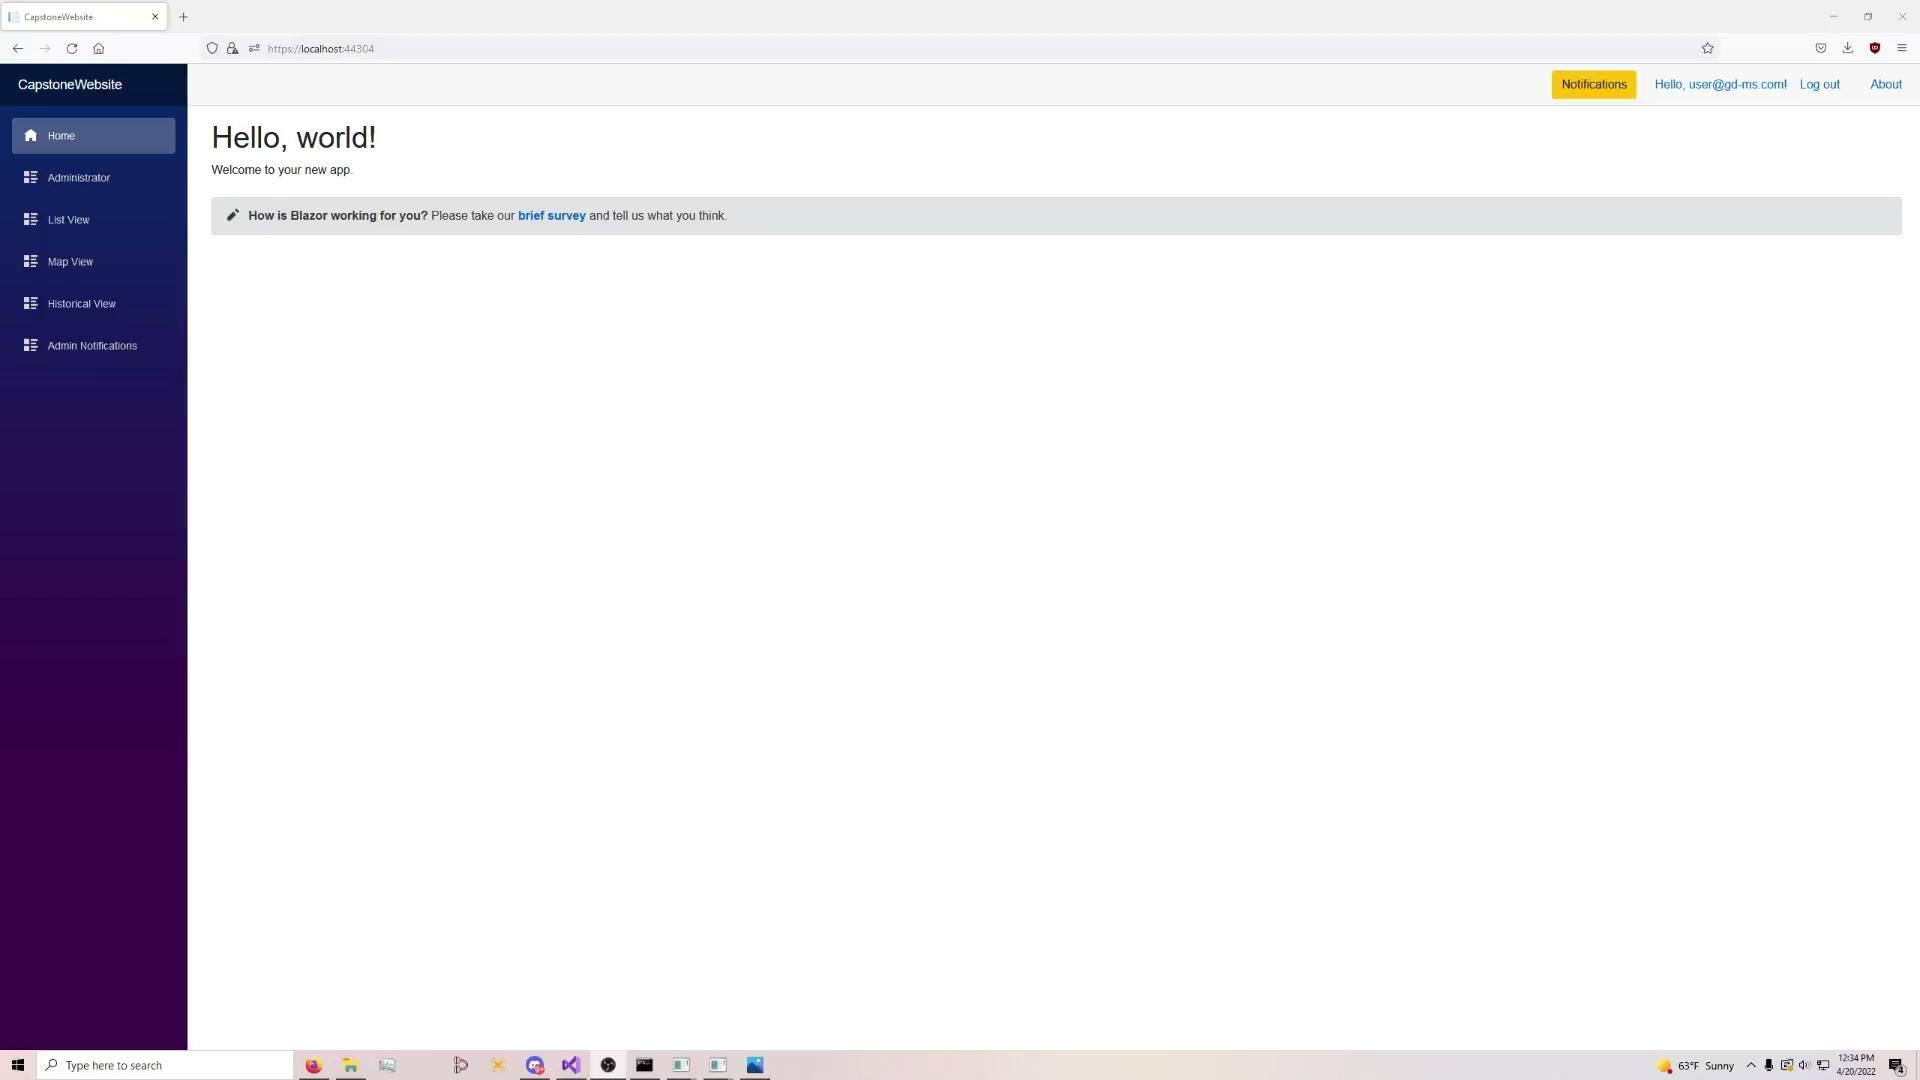 CapstoneWebsite
https://localhost:44304
CapstoneWebsite
Notifications
Hello, user@gd-ms.com!
Log out
About
Home
Administrator
List View
Map View
Historical View
Admin Notifications
Hello, world!
Welcome to your new app.
How is Blazor working for you? Please take our brief survey and tell us what you think.
Type here to search
63°F Sunny
12:34 PM
4/20/2022